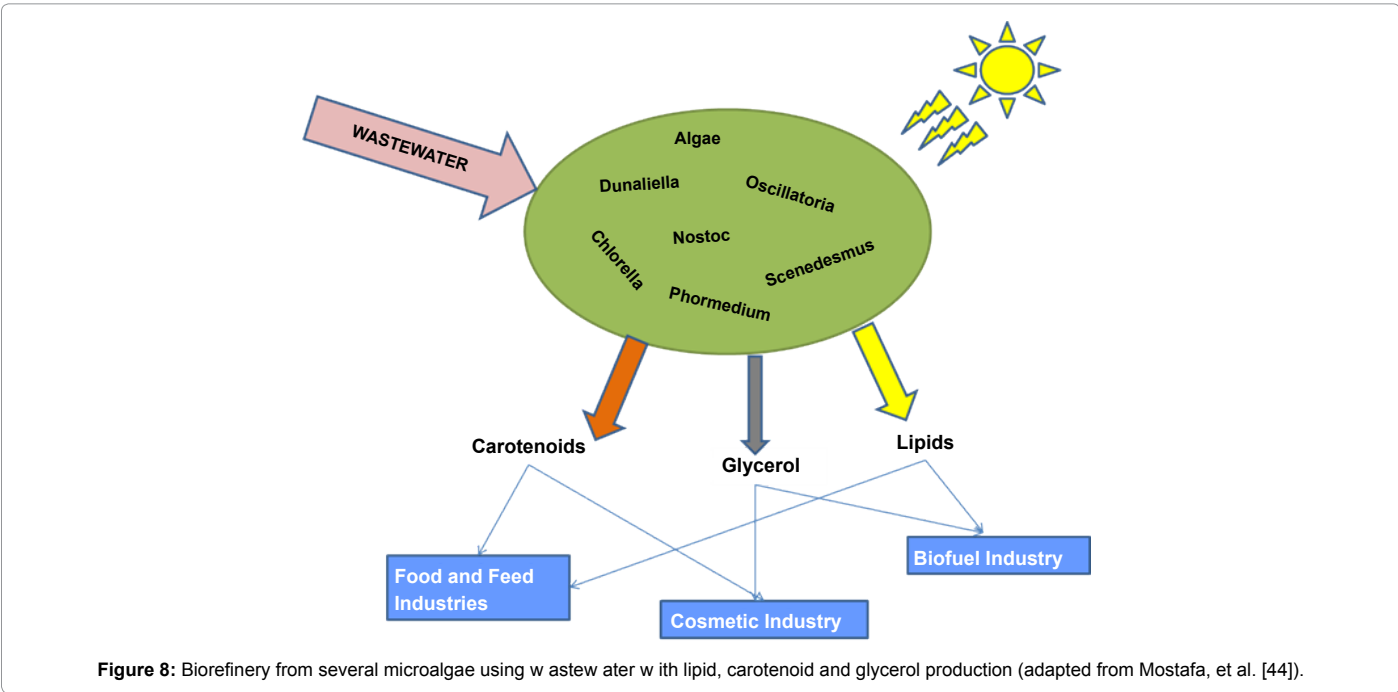 WASTEWATER
Algae
Dunaliella
Oscillatoria
Nostoc
Chlorella
Scenedesmus
Phormedium
Carotenoids
Glycerol
Lipids
Food and Feed
Industries
Cosmetic Industry
Biofuel Industry
Figure 8: Biorefinery from several microalgae using w astew ater w ith lipid, carotenoid and glycerol production (adapted from Mostafa, et al. [44]).